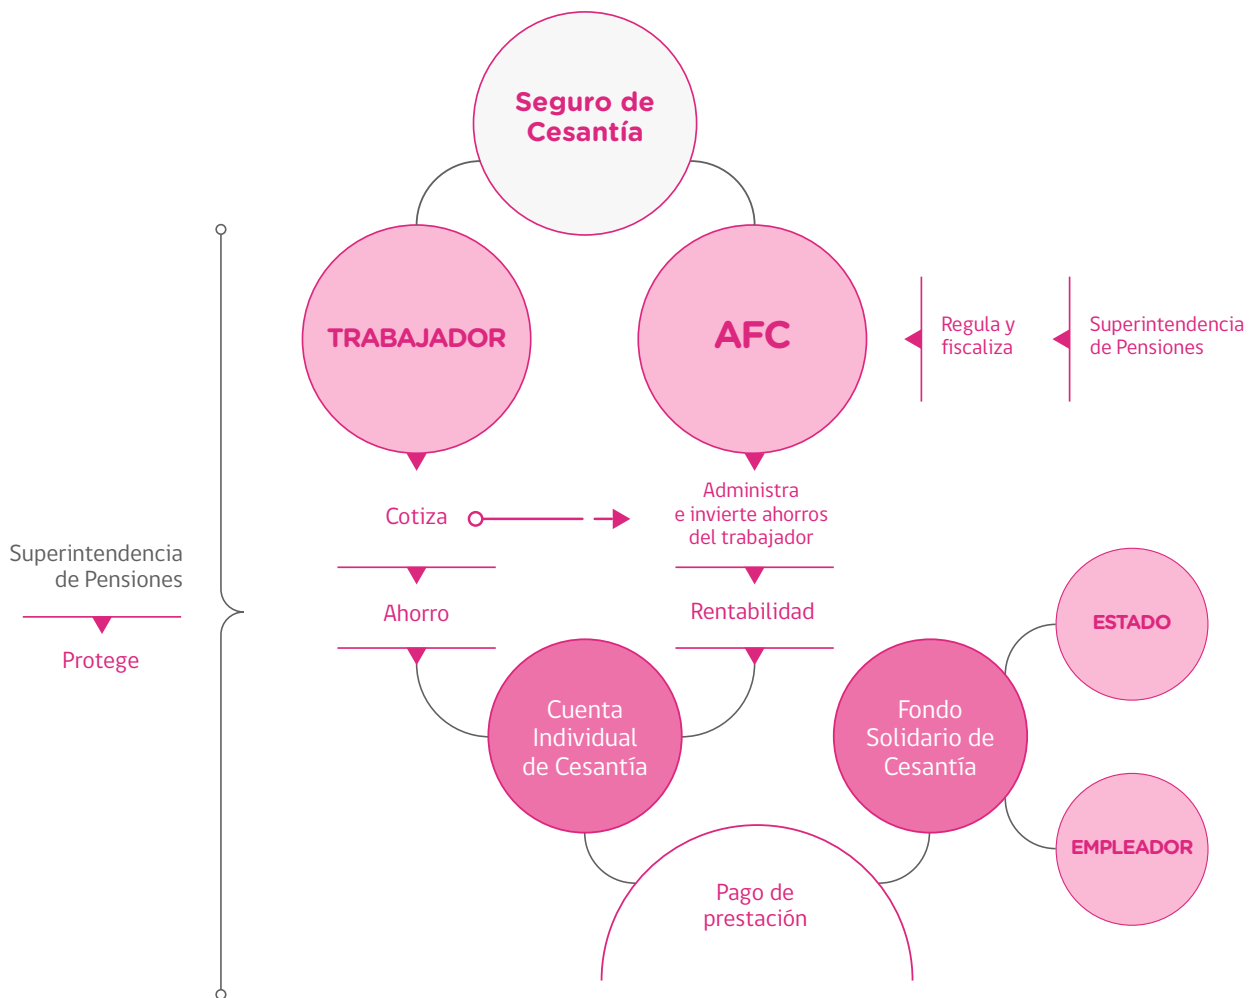 Seguro de
Cesantía
TRABAJADOR
AFC
Regula y
fiscaliza
Superintendencia
de Pensiones
Cotiza
Administra
e invierte ahorros
del trabajador
Superintendencia
de Pensiones
Protege
Ahorro
Rentabilidad
ESTADO
Cuenta
Individual
de Cesantía
Fondo
Solidario de
Cesantía
EMPLEADOR
Pago de
prestación